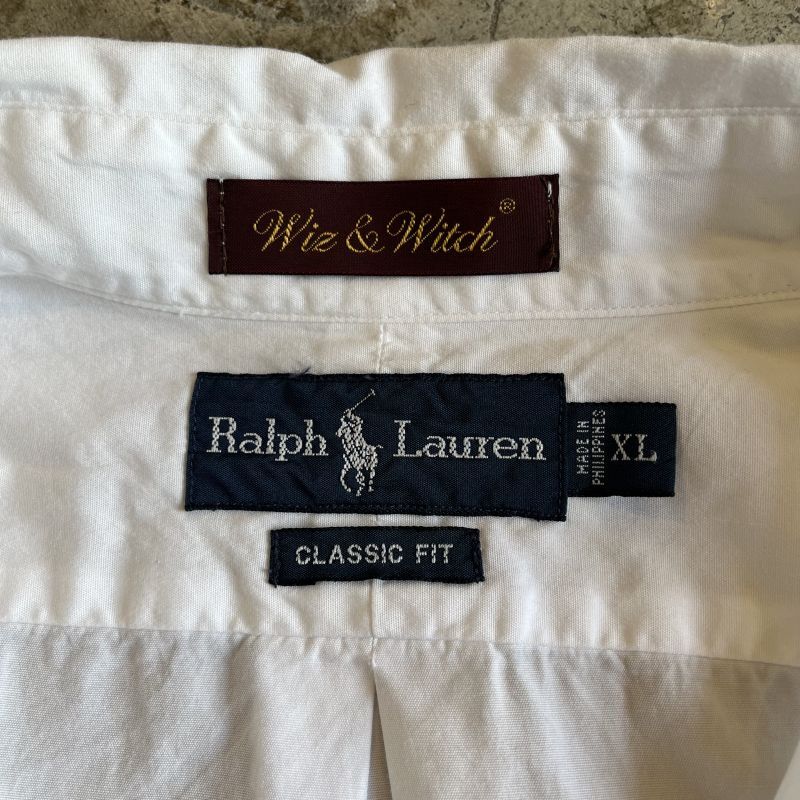 Wiz & Witch®
Ralph Lauren
MADE IN
PHILIPPINES
XL
CLASSIC FIT